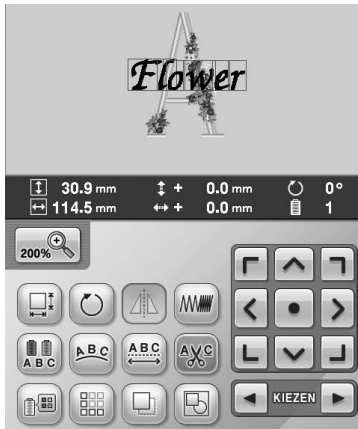 A
Flower
30.9 mm + 0.0 mm 0°
114.5 mm + 0.0 mm 1
200%
ABC ABC ABC A C
KIEZEN